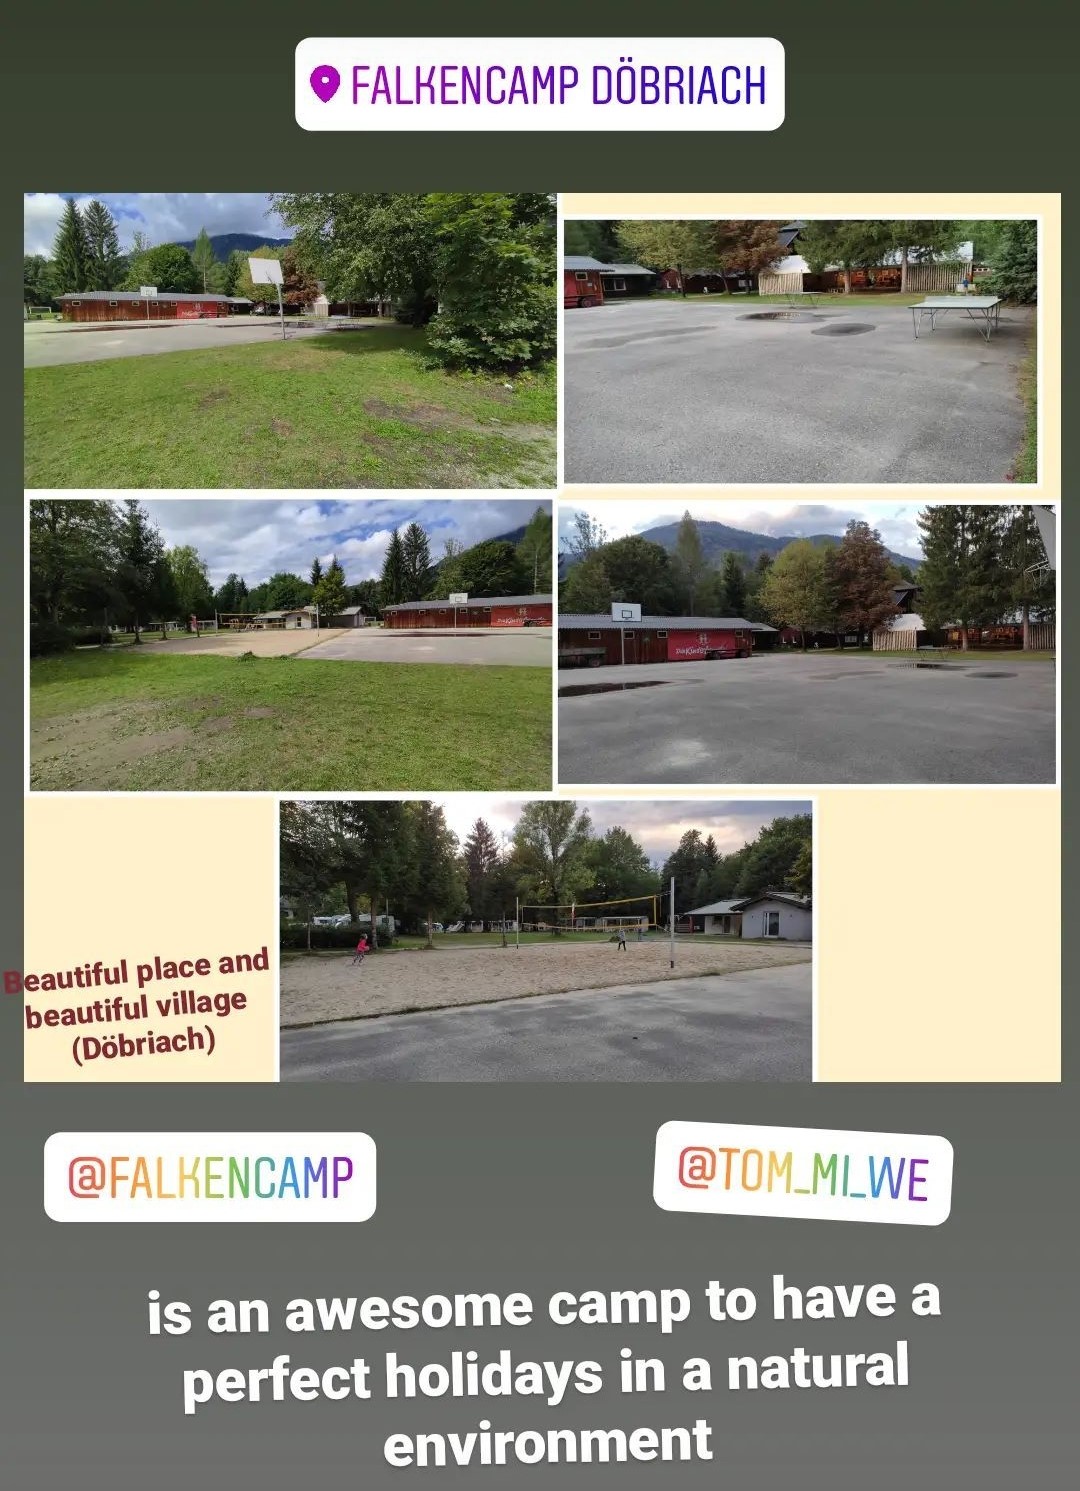 FALKENCAMP DÖBRIACH
Beautiful place and
beautiful village
(Döbriach)
@FALKENCAMP
@TOM_MI_WE
is an awesome camp to have a
perfect holidays in a natural
environment